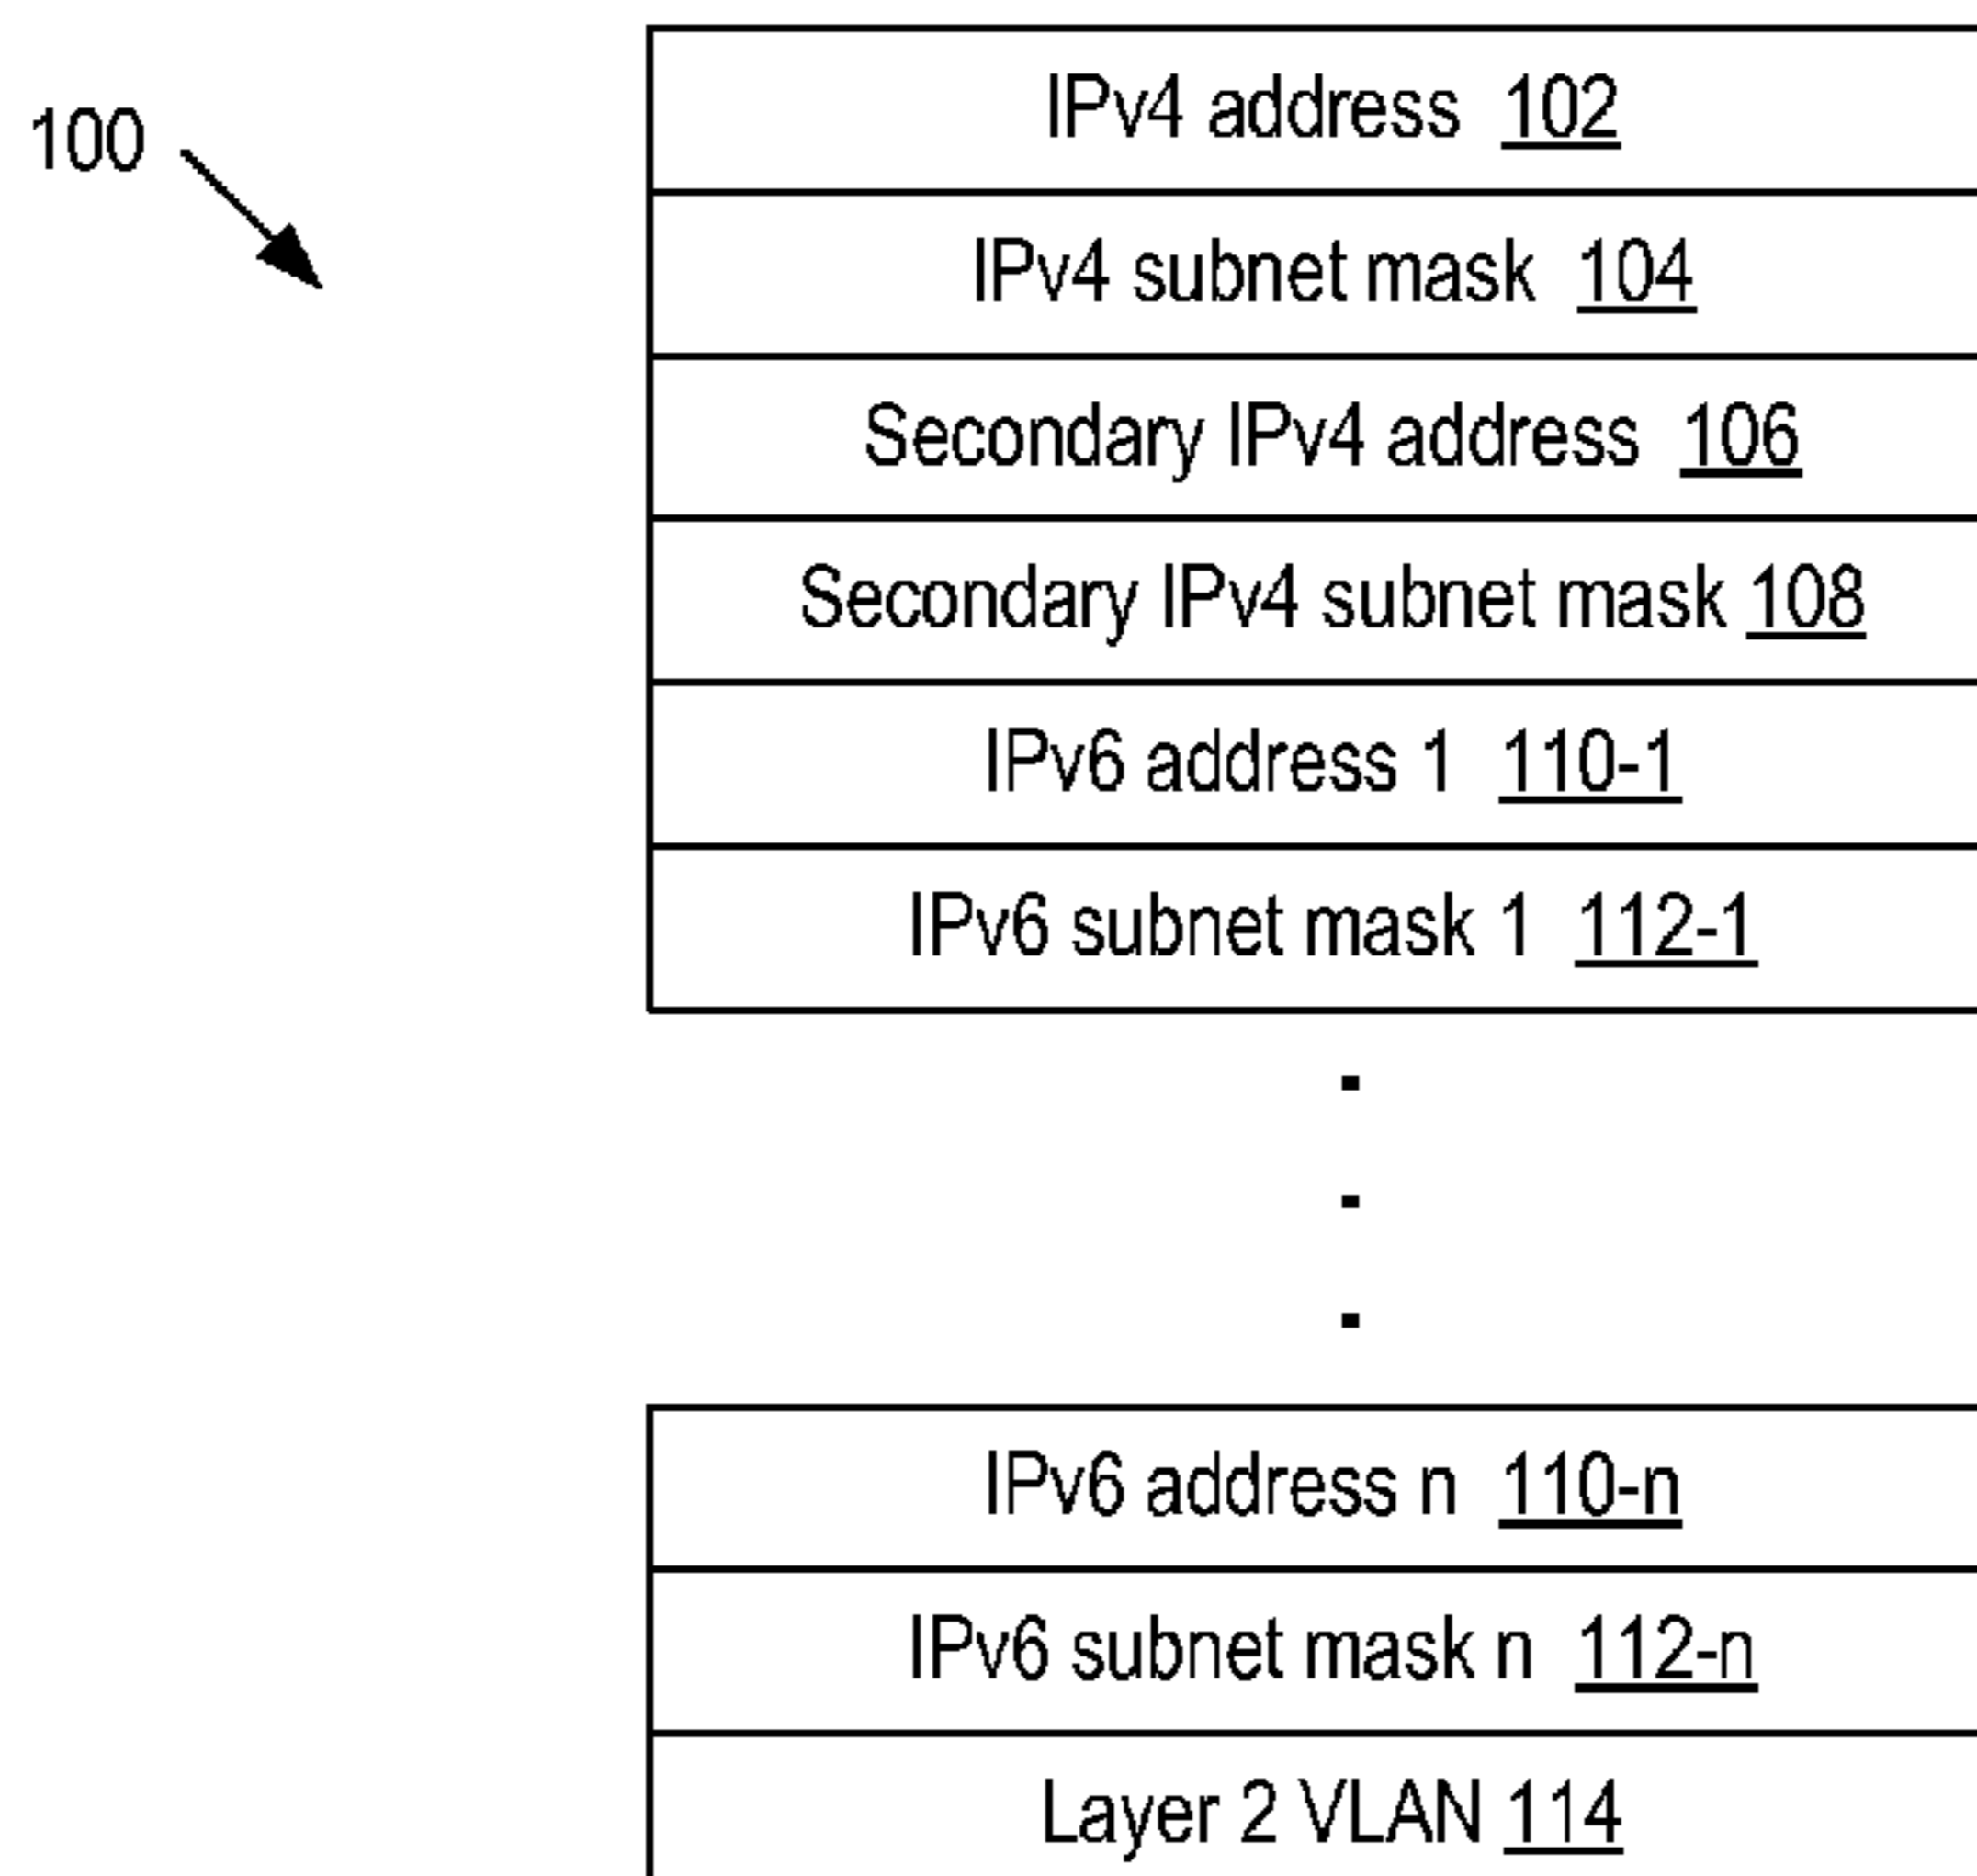 100
IPv4 address 102
IPv4 subnet mask 104
Secondary IPv4 address 106
Secondary IPv4 subnet mask 108
IPv6 address 1 110-1
IPv6 subnet mask 1 112-1
IPv6 address n 110-n
IPv6 subnet mask n 112-n
Layer 2 VLAN 114